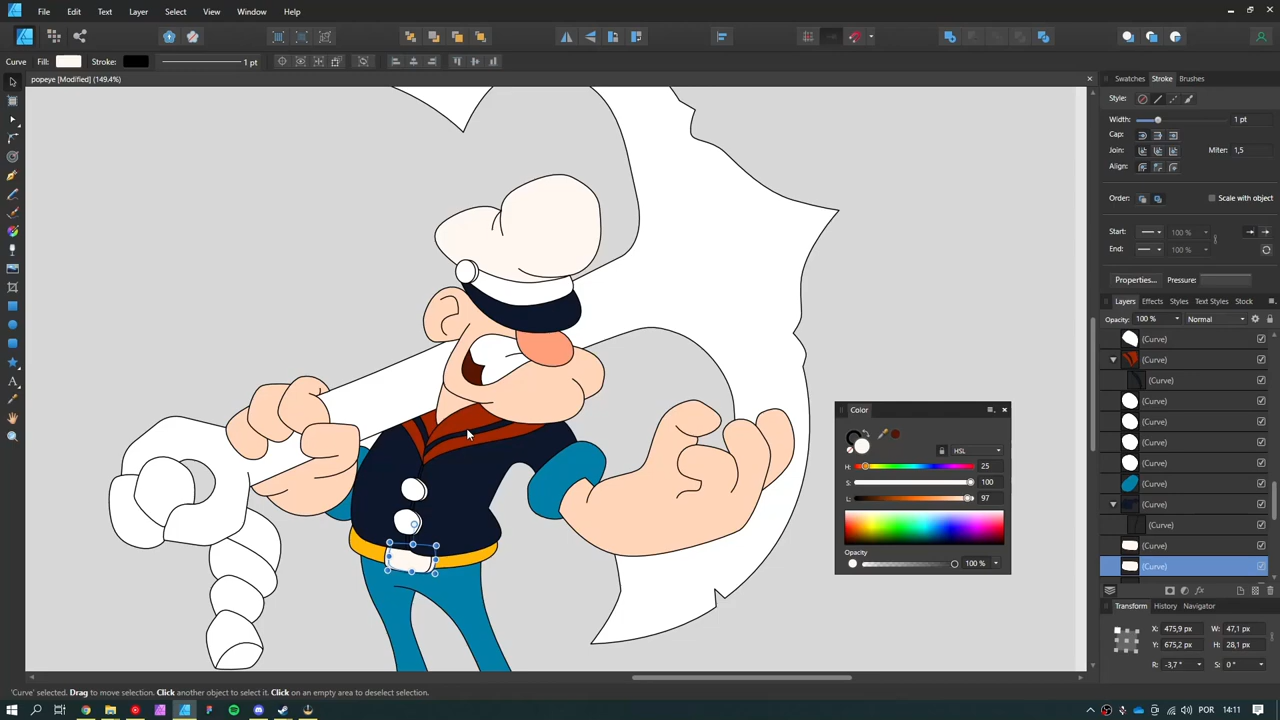 File Edit Text Layer Select View Window Help
Curve Fill: Stroke: 1 pt
popeye [Modified] (149.4%)
Swatches Stroke Brushes
Style:
Width: 1 pt
Cap:
Join: Miter: 1,5
Align:
Order: Scale with object
Start: 100 %
End: 100 %
Properties... Pressure:
Layers Effects Styles Text Styles Stock
Opacity: 100 % Normal
(Curve)
(Curve)
(Curve)
(Curve)
(Curve)
(Curve)
(Curve)
(Curve)
(Curve)
(Curve)
(Curve)
(Curve)
Color
HSL
H: 25
S: 100
L: 97
Opacity
100 %
Transform History Navigator
X: 475,9 px W: 47,1 px
Y: 675,2 px H: 28,1 px
R: -3,7 ° S: 0 °
'Curve' selected. Drag to move selection. Click another object to select it. Click on an empty area to deselect selection.
POR 14:11